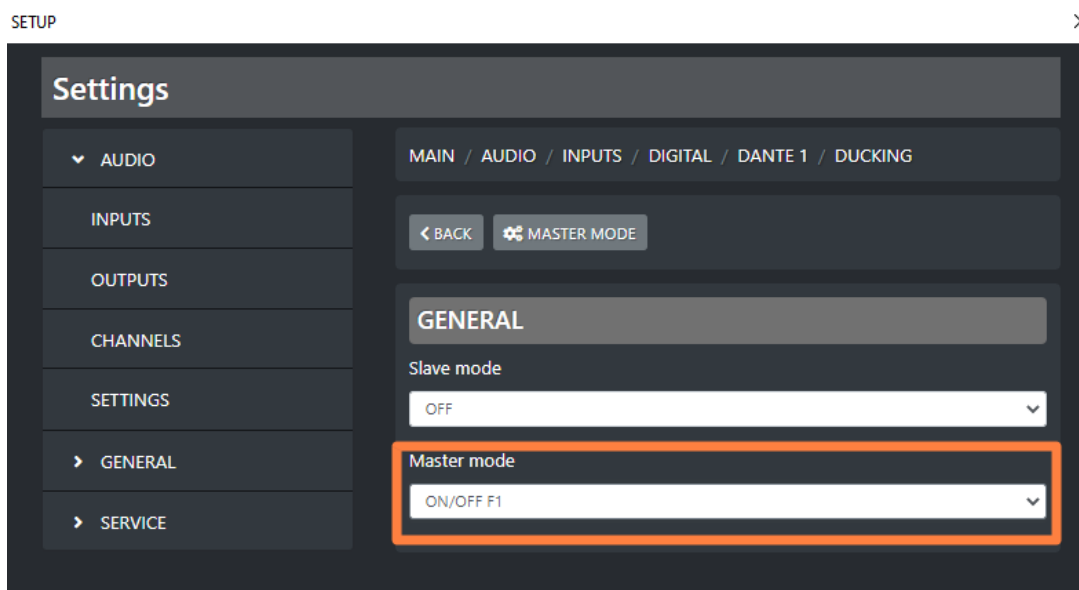 SETUP
Settings
AUDIO
INPUTS
OUTPUTS
CHANNELS
SETTINGS
GENERAL
SERVICE
MAIN / AUDIO / INPUTS / DIGITAL / DANTE 1 / DUCKING
BACK
MASTER MODE
GENERAL
Slave mode
OFF
Master mode
ON/OFF F1